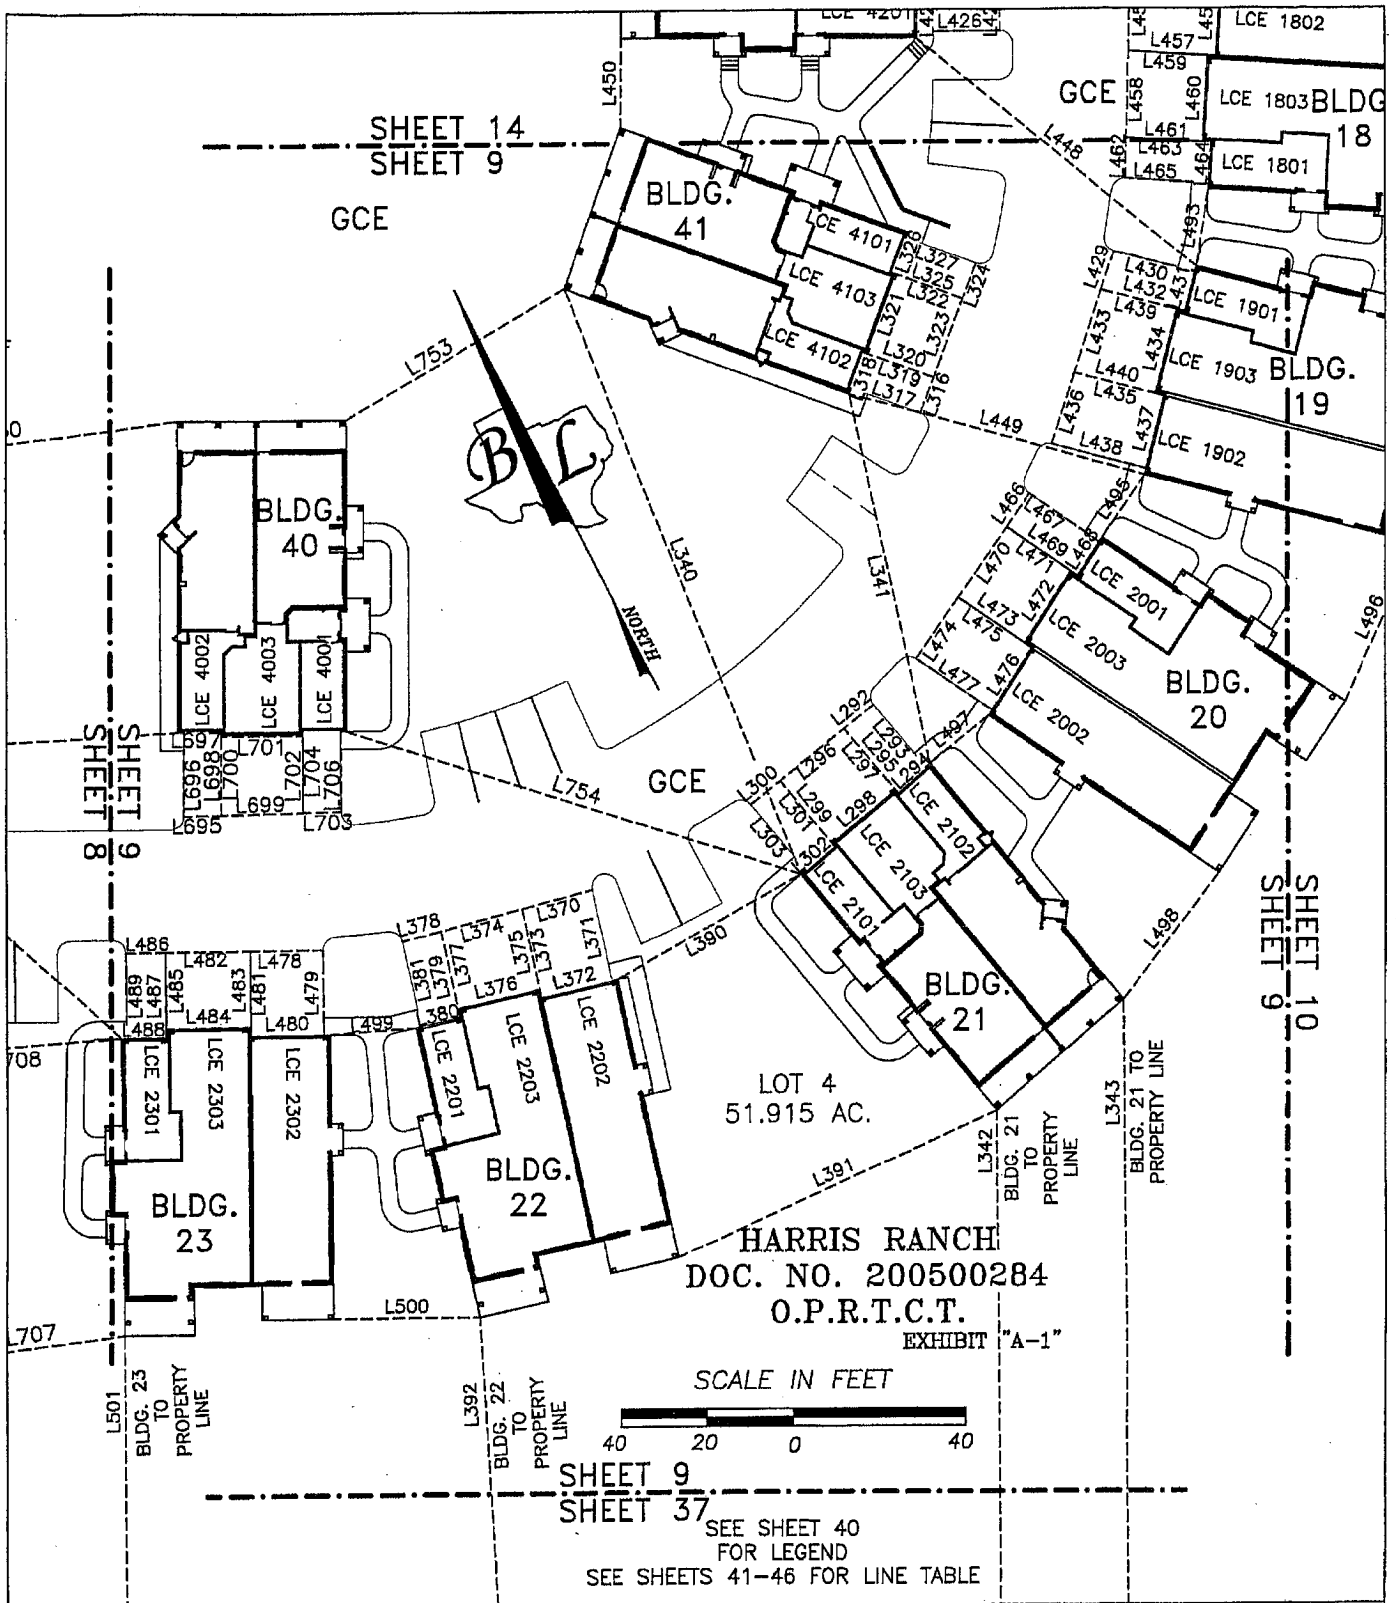 LCE 4201
L426
L457
LCE 1802
L459
L450
GCE
L458
L460
LCE 1803
BLDG
18
SHEET 14
SHEET 9
L448
L461
L462
L463
L464
L465
LCE 1801
GCE
BLDG.
41
LCE 4101
L326
L327
L325
L324
L322
LCE 4103
L321
L323
L320
LCE 4102
L319
L318
L317
L316
L493
L429
L430
L432
L439
LCE 1901
L433
L434
LCE 1903
BLDG.
19
L440
L435
L436
L437
L438
LCE 1902
L449
L753
B L
NORTH
BLDG.
40
L340
L341
L495
L466
L467
L468
L469
L470
L471
L472
LCE 2001
L473
L474
L475
LCE 2003
L476
L477
LCE 2002
BLDG.
20
L496
LCE 4002
LCE 4003
LCE 4001
L697
L701
L696
L698
L700
L702
L704
L706
L699
L695
L703
SHEET 9
SHEET 8
L754
GCE
L292
L293
L296
L295
L297
L294
L497
L300
L299
L301
L298
L303
L302
LCE 2102
LCE 2103
LCE 2101
BLDG.
21
L498
SHEET 10
SHEET 9
L378
L374
L370
L377
L375
L373
L371
L381
L379
L376
L372
L380
L390
L486
L482
L478
L489
L487
L485
L483
L481
L479
L488
L484
L480
L499
L708
LCE 2301
LCE 2303
LCE 2302
LCE 2201
LCE 2203
LCE 2202
BLDG.
23
BLDG.
22
LOT 4
51.915 AC.
L391
L342
BLDG. 21
TO
PROPERTY
LINE
L343
BLDG. 21 TO
PROPERTY LINE
HARRIS RANCH
DOC. NO. 200500284
O.P.R.T.C.T.
EXHIBIT "A-1"
L500
L707
L501
BLDG. 23
TO
PROPERTY
LINE
L392
BLDG. 22
TO
PROPERTY
LINE
SCALE IN FEET
40 20 0 40
SHEET 9
SHEET 37
SEE SHEET 40
FOR LEGEND
SEE SHEETS 41-46 FOR LINE TABLE